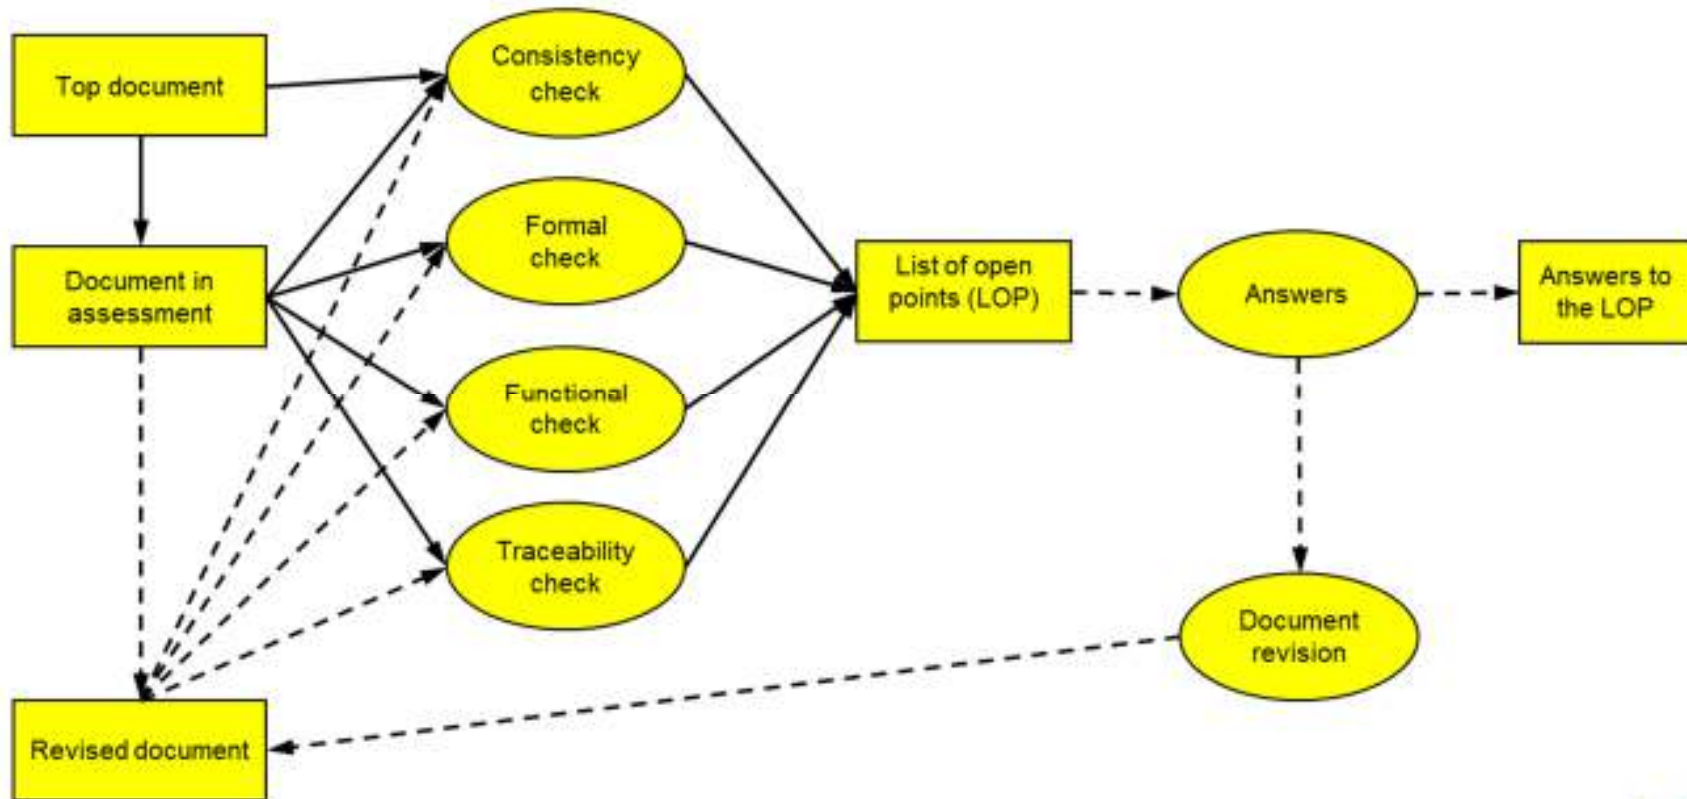 Top document
Consistency
check
Formal
check
Document in
assessment
List of open
points (LOP)
Answers
Answers to
the LOP
Functional
check
Traceability
check
Document
revision
Revised document